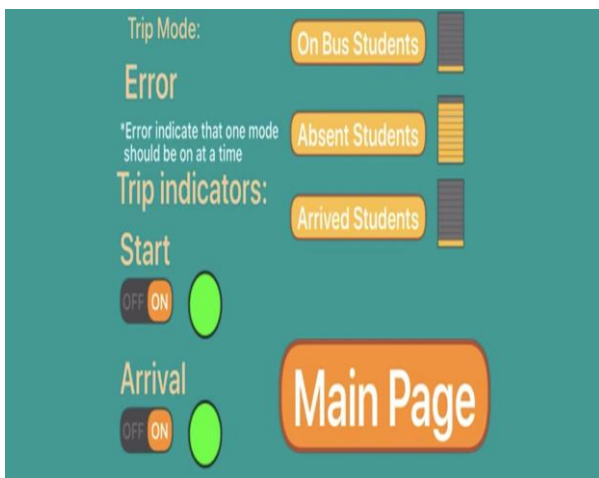 Trip Mode:
Error
*Error indicate that one mode
should be on at a time
Trip indicators:
Start
OFF ON
Arrival
OFF ON
On Bus Students
Absent Students
Arrived Students
Main Page